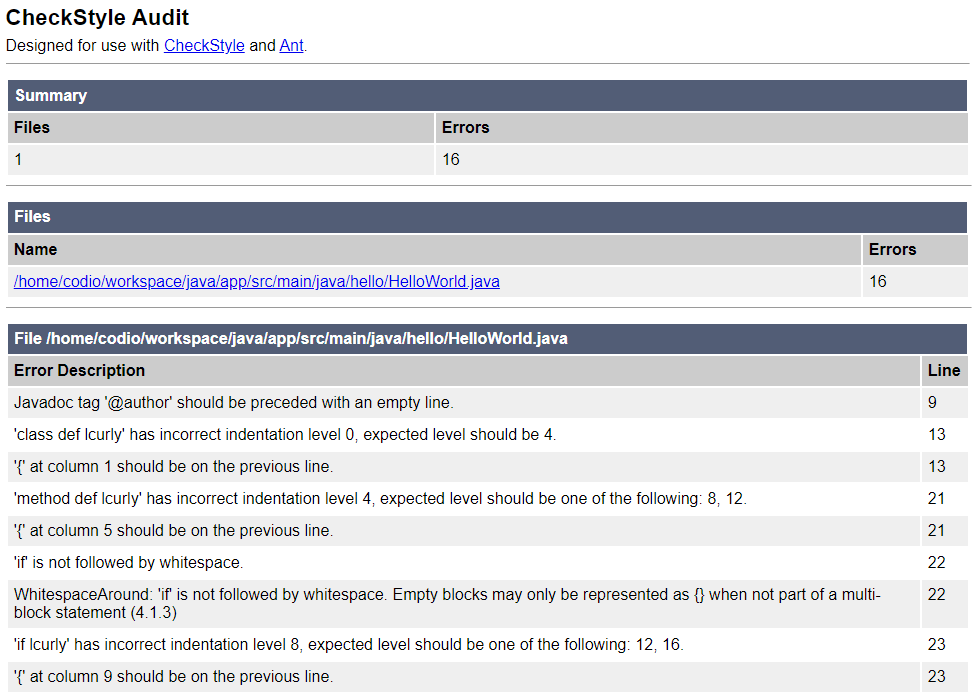 CheckStyle Audit
Designed for use with CheckStyle and Ant.
Summary
Files Errors
1 16
Files
Name Errors
/home/codio/workspace/java/app/src/main/java/hello/HelloWorld.java 16
File /home/codio/workspace/java/app/src/main/java/hello/HelloWorld.java
Error Description Line
Javadoc tag '@author' should be preceded with an empty line. 9
'class def lcurly' has incorrect indentation level 0, expected level should be 4. 13
'{' at column 1 should be on the previous line. 13
'method def lcurly' has incorrect indentation level 4, expected level should be one of the following: 8, 12. 21
'{' at column 5 should be on the previous line. 21
'if' is not followed by whitespace. 22
WhitespaceAround: 'if' is not followed by whitespace. Empty blocks may only be represented as {} when not part of a multi- 22
block statement (4.1.3)
'if lcurly' has incorrect indentation level 8, expected level should be one of the following: 12, 16. 23
'{' at column 9 should be on the previous line. 23